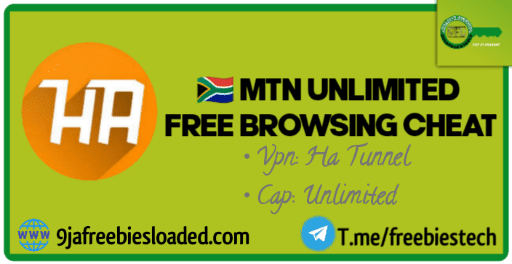 HA
MTN UNLIMITED
FREE BROWSING CHEAT
• Vpn: Ha Tunnel
• Cap: Unlimited
www 9jafreebiesloaded.com
T.me/freebiestech